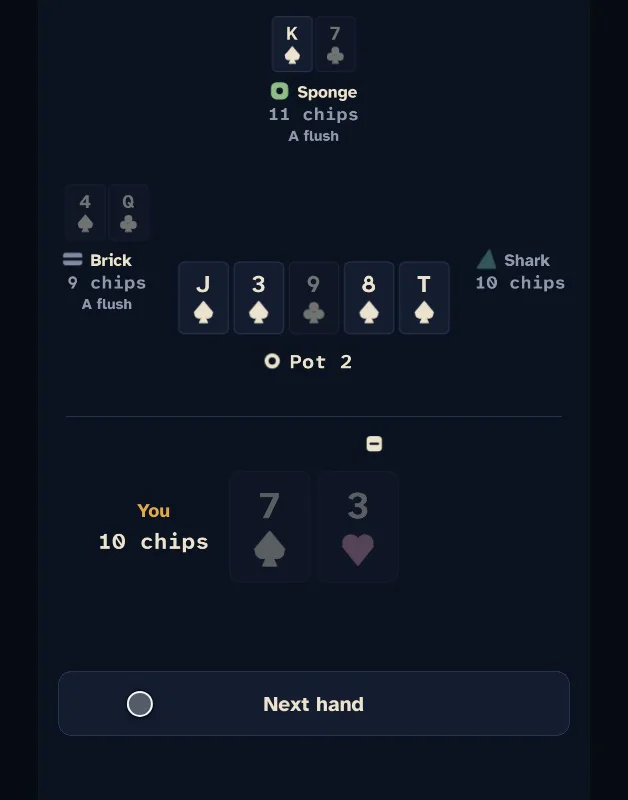 K 7
Sponge
11 chips
A flush
4 Q
Brick
9 chips
A flush
Shark
10 chips
J 3 9 8 T
Pot 2
You
10 chips
7 3
Next hand